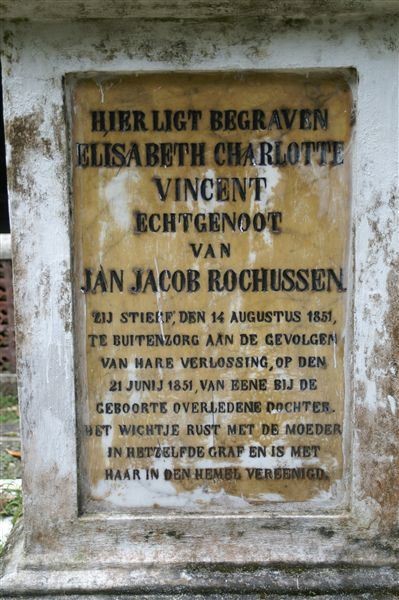 HIER LIGT BEGRAVEN
ELISABETH CHARLOTTE
VINCENT
ECHTGENOOT
VAN
JAN JACOB ROCHUSSEN.
ZIJ STIERF, DEN 14 AUGUSTUS 1851,
TE BUITENZORG AAN DE GEVOLGEN
VAN HARE VERLOSSING, OP DEN
21 JUNIJ 1851, VAN EENE BIJ DE
GEBOORTE OVERLEDENE DOCHTER.
HET WICHTJE RUST MET DE MOEDER
IN HETZELFDE GRAF EN IS MET
HAAR IN DEN HEMEL VEREENIGD.